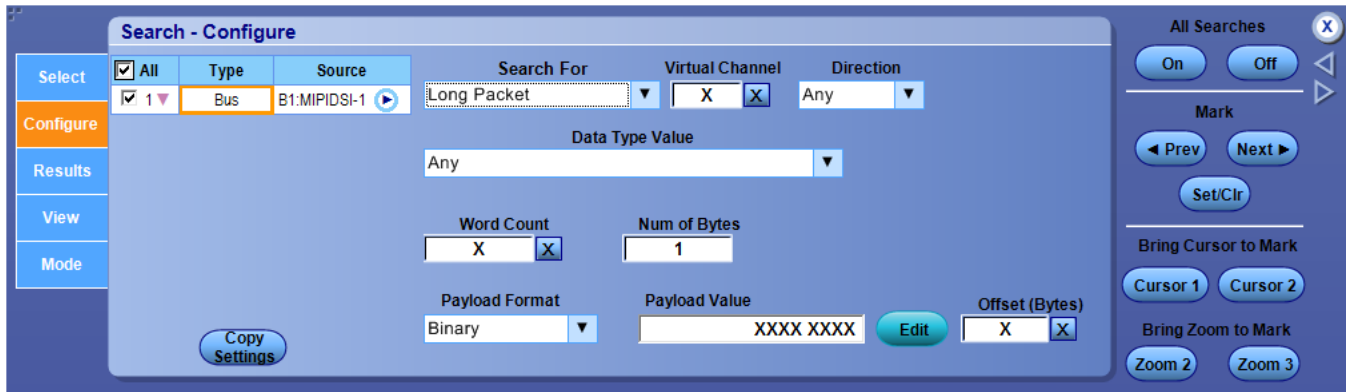 Search - Configure
Select
Configure
Results
View
Mode
All Type Source
1 Bus B1:MIPIDSI-1
Search For Virtual Channel Direction
Long Packet X X Any
Data Type Value
Any
Word Count Num of Bytes
X X 1
Payload Format Payload Value Offset (Bytes)
Binary XXXX XXXX Edit X X
Copy
Settings
All Searches X
On Off
Mark
◄ Prev Next ►
Set/Clr
Bring Cursor to Mark
Cursor 1 Cursor 2
Bring Zoom to Mark
Zoom 2 Zoom 3